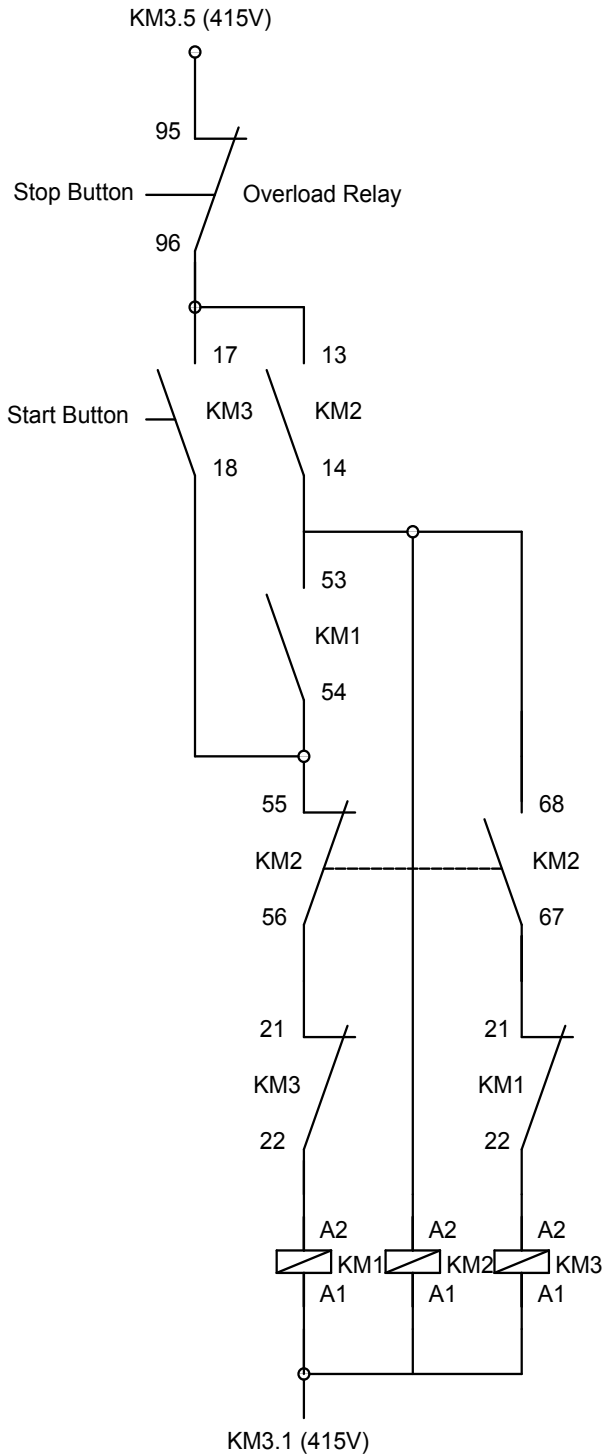 KM3.5 (415V)
95
Stop Button
Overload Relay
96
17
13
Start Button
KM3
KM2
18
14
53
KM1
54
55
68
KM2
KM2
56
67
21
21
KM3
KM1
22
22
A2
A2
A2
KM1
KM2
KM3
A1
A1
A1
KM3.1 (415V)